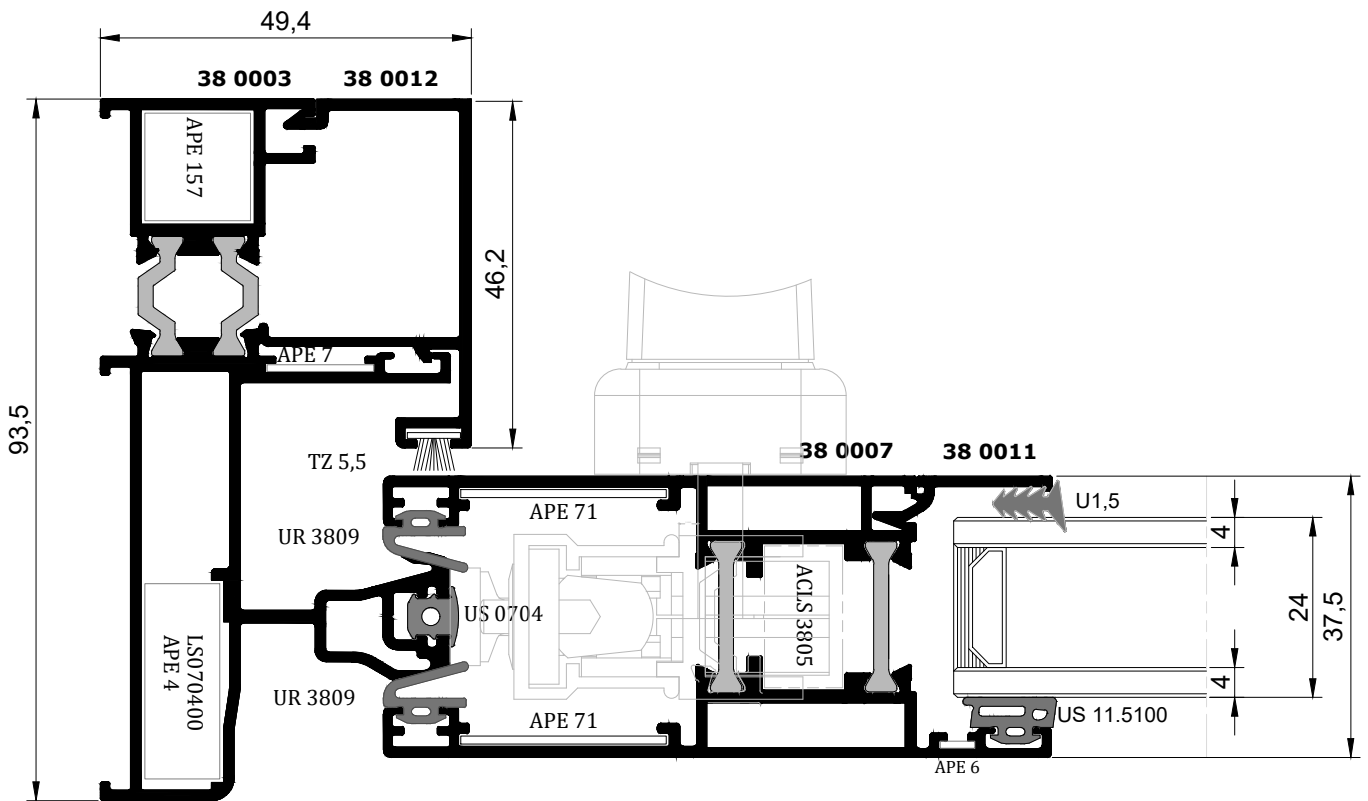 49,4
38 0003
38 0012
APE 157
46,2
93,5
APE 7
TZ 5,5
38 0007
38 0011
U1,5
APE 71
UR 3809
US 0704
ACLS 3805
4
24
37,5
4
LS070400
APE 4
UR 3809
APE 71
US 11.5100
APE 6